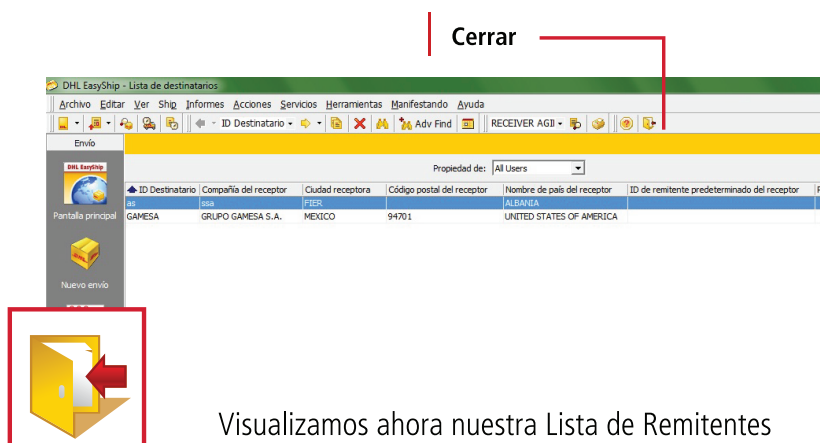 Cerrar
DHL EasyShip - Lista de destinatarios
Archivo Editar Ver Ship Informes Acciones Servicios Herramientas Manifestando Ayuda
ID Destinatario Adv Find RECEIVER AGII
Envío
Propiedad de: All Users
DHL EasyShip
ID Destinatario Compañía del receptor Ciudad receptora Código postal del receptor Nombre de país del receptor ID de remitente predeterminado del receptor
as ssa FIER ALBANIA
Pantalla principal
GAMESA GRUPO GAMESA S.A. MEXICO 94701 UNITED STATES OF AMERICA
Nuevo envío
Visualizamos ahora nuestra Lista de Remitentes